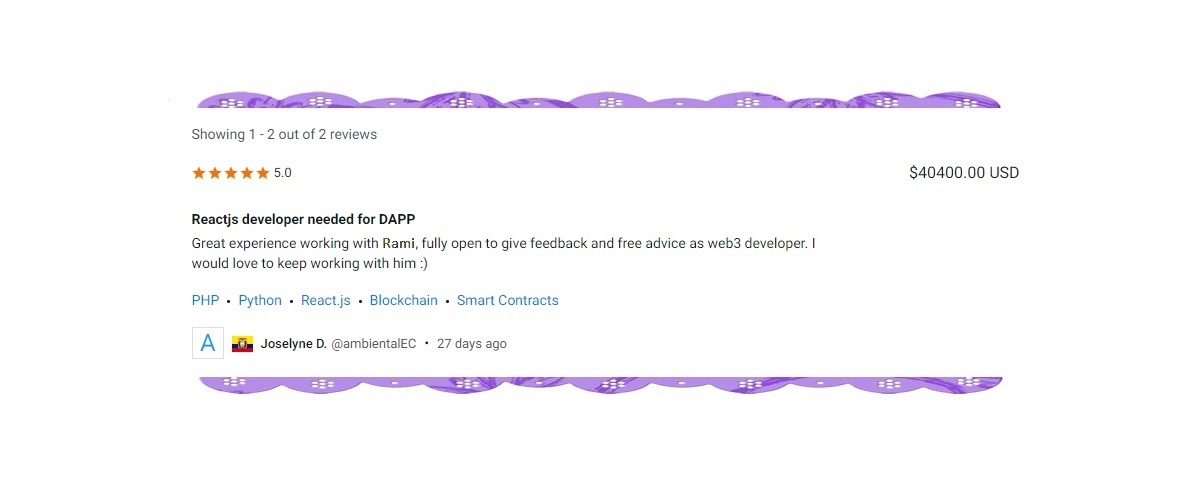 Showing 1 - 2 out of 2 reviews
5.0
$40400.00 USD
Reactjs developer needed for DAPP
Great experience working with Rami, fully open to give feedback and free advice as web3 developer. I
would love to keep working with him :)
PHP • Python • React.js • Blockchain • Smart Contracts
A Joselyne D. @ambientalEC • 27 days ago